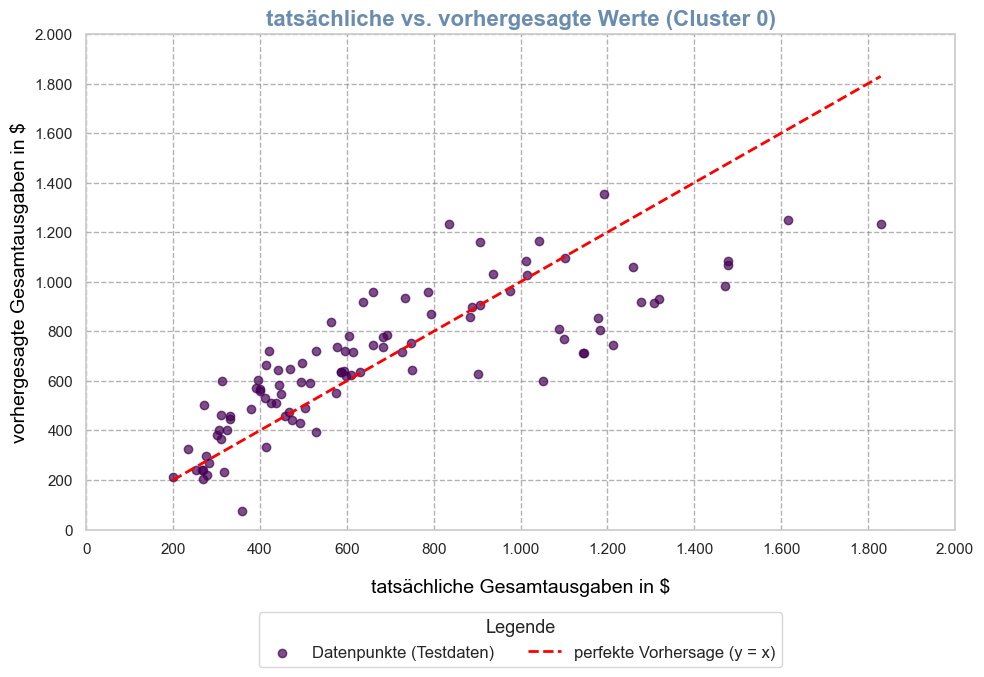 tatsächliche vs. vorhergesagte Werte (Cluster 0)
vorhergesagte Gesamtausgaben in $
2.000
1.800
1.600
1.400
1.200
1.000
800
600
400
200
0
0 200 400 600 800 1.000 1.200 1.400 1.600 1.800 2.000
tatsächliche Gesamtausgaben in $
Legende
Datenpunkte (Testdaten) perfekte Vorhersage (y = x)